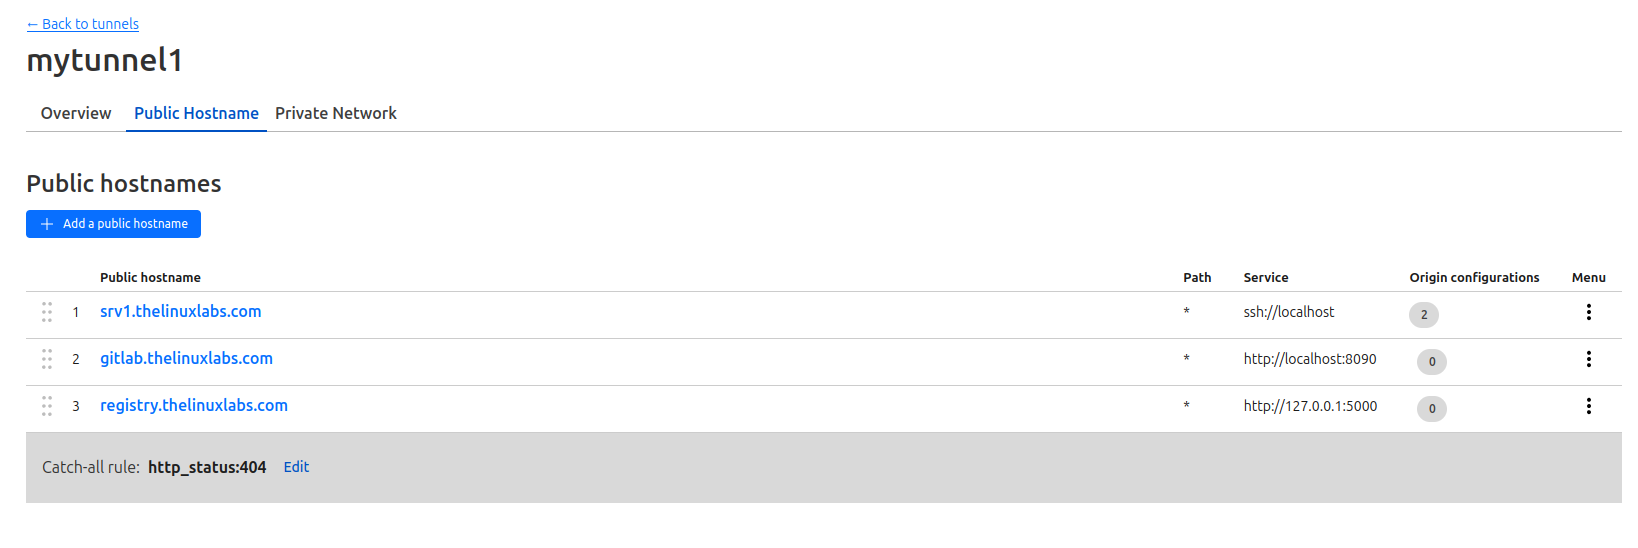 ← Back to tunnels
mytunnel1
Overview Public Hostname Private Network
Public hostnames
+ Add a public hostname
Public hostname Path Service Origin configurations Menu
1 srv1.thelinuxlabs.com * ssh://localhost 2
2 gitlab.thelinuxlabs.com * http://localhost:8090 0
3 registry.thelinuxlabs.com * http://127.0.0.1:5000 0
Catch-all rule: http_status:404 Edit